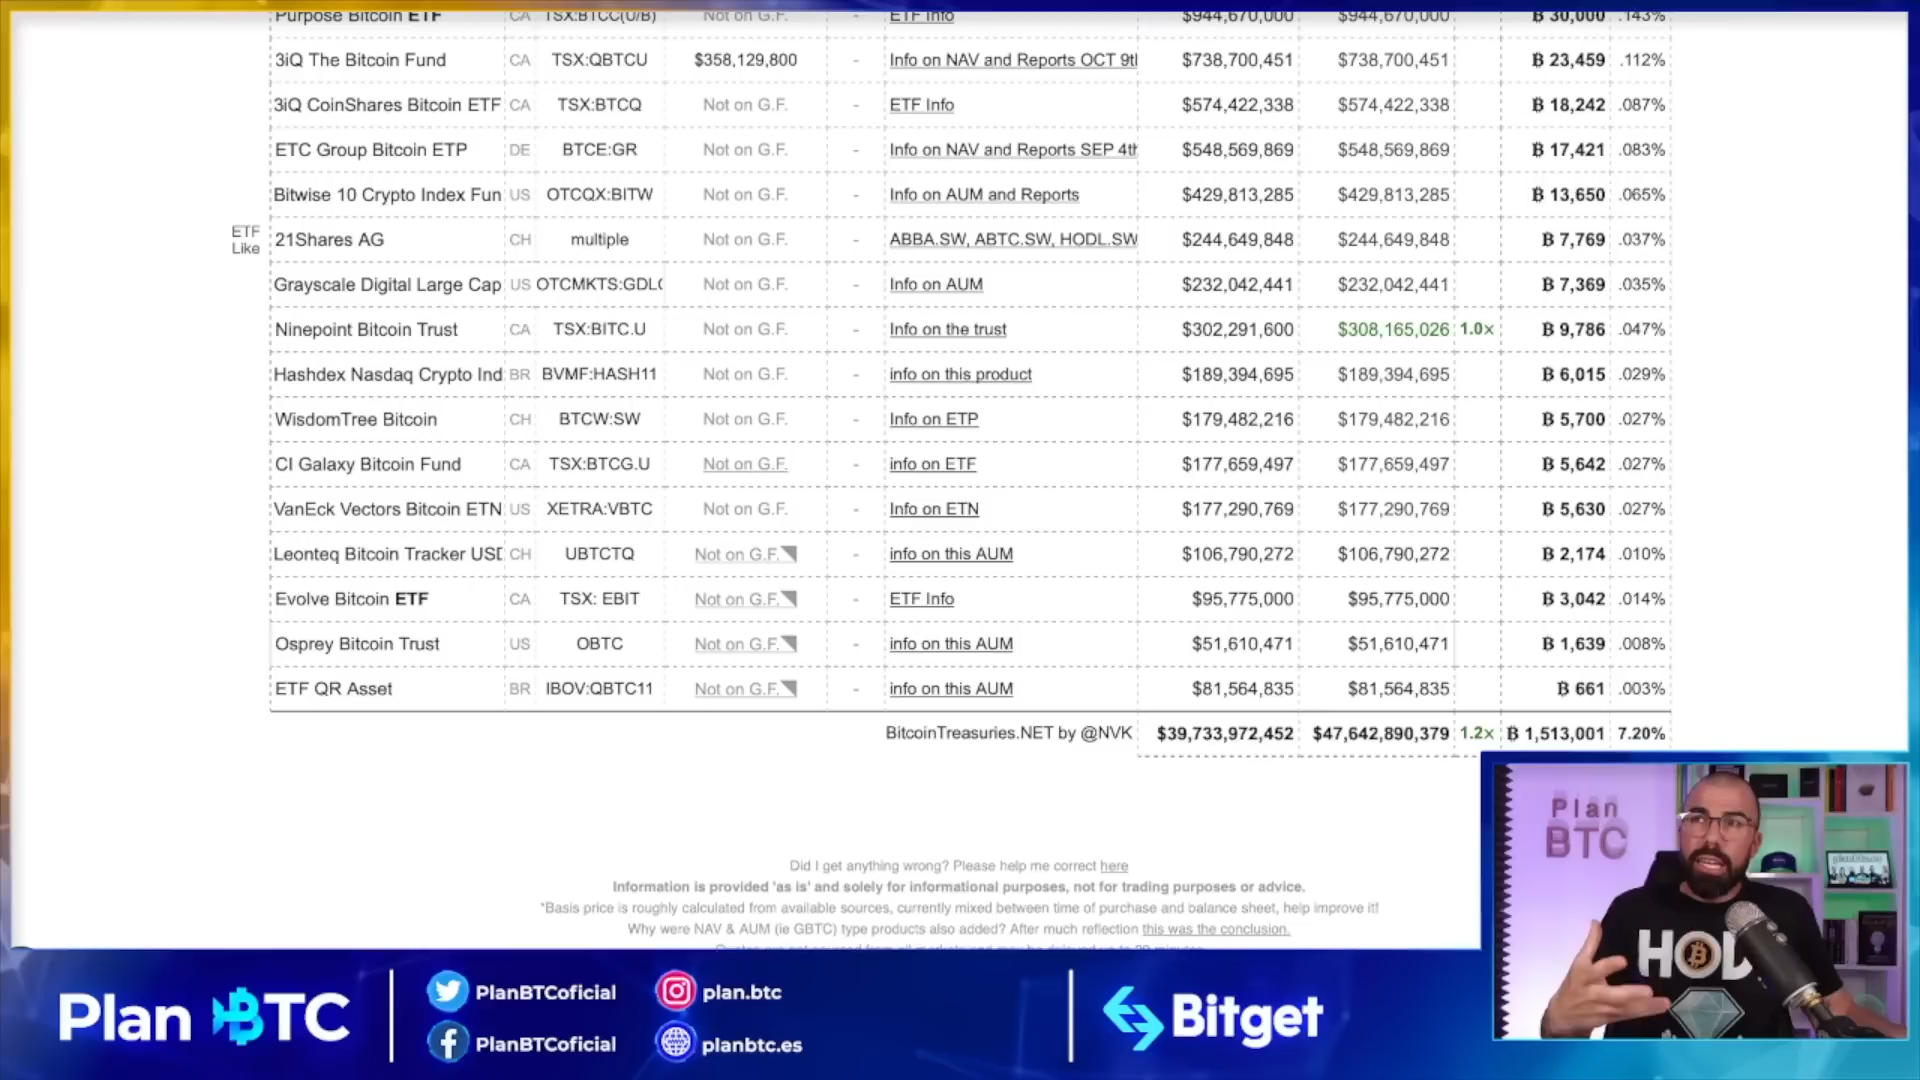 Purpose Bitcoin ETF CA TSX:BTCC(U/B) Not on G.F. - ETF Info $944,670,000 $944,670,000 Ƀ 30,000 .143%
3iQ The Bitcoin Fund CA TSX:QBTCU $358,129,800 - Info on NAV and Reports OCT 9th $738,700,451 $738,700,451 Ƀ 23,459 .112%
3iQ CoinShares Bitcoin ETF CA TSX:BTCQ Not on G.F. - ETF Info $574,422,338 $574,422,338 Ƀ 18,242 .087%
ETC Group Bitcoin ETP DE BTCE:GR Not on G.F. - Info on NAV and Reports SEP 4th $548,569,869 $548,569,869 Ƀ 17,421 .083%
Bitwise 10 Crypto Index Fun US OTCQX:BITW Not on G.F. - Info on AUM and Reports $429,813,285 $429,813,285 Ƀ 13,650 .065%
ETF
Like
21Shares AG CH multiple Not on G.F. - ABBA.SW, ABTC.SW, HODL.SW $244,649,848 $244,649,848 Ƀ 7,769 .037%
Grayscale Digital Large Cap US OTCMKTS:GDLC Not on G.F. - Info on AUM $232,042,441 $232,042,441 Ƀ 7,369 .035%
Ninepoint Bitcoin Trust CA TSX:BITC.U Not on G.F. - Info on the trust $302,291,600 $308,165,026 1.0x Ƀ 9,786 .047%
Hashdex Nasdaq Crypto Ind BR BVMF:HASH11 Not on G.F. - info on this product $189,394,695 $189,394,695 Ƀ 6,015 .029%
WisdomTree Bitcoin CH BTCW:SW Not on G.F. - Info on ETP $179,482,216 $179,482,216 Ƀ 5,700 .027%
CI Galaxy Bitcoin Fund CA TSX:BTCG.U Not on G.F. - info on ETF $177,659,497 $177,659,497 Ƀ 5,642 .027%
VanEck Vectors Bitcoin ETN US XETRA:VBTC Not on G.F. - Info on ETN $177,290,769 $177,290,769 Ƀ 5,630 .027%
Leonteq Bitcoin Tracker USD CH UBTCTQ Not on G.F. - info on this AUM $106,790,272 $106,790,272 Ƀ 2,174 .010%
Evolve Bitcoin ETF CA TSX: EBIT Not on G.F. - ETF Info $95,775,000 $95,775,000 Ƀ 3,042 .014%
Osprey Bitcoin Trust US OBTC Not on G.F. - info on this AUM $51,610,471 $51,610,471 Ƀ 1,639 .008%
ETF QR Asset BR IBOV:QBTC11 Not on G.F. - info on this AUM $81,564,835 $81,564,835 Ƀ 661 .003%
BitcoinTreasuries.NET by @NVK $39,733,972,452 $47,642,890,379 1.2x Ƀ 1,513,001 7.20%
Did I get anything wrong? Please help me correct here
Information is provided 'as is' and solely for informational purposes, not for trading purposes or advice.
*Basis price is roughly calculated from available sources, currently mixed between time of purchase and balance sheet, help improve it!
Why were NAV & AUM (ie GBTC) type products also added? After much reflection this was the conclusion.
Plan
BTC
HODL
Plan BTC
PlanBTCoficial
plan.btc
PlanBTCoficial
planbtc.es
Bitget